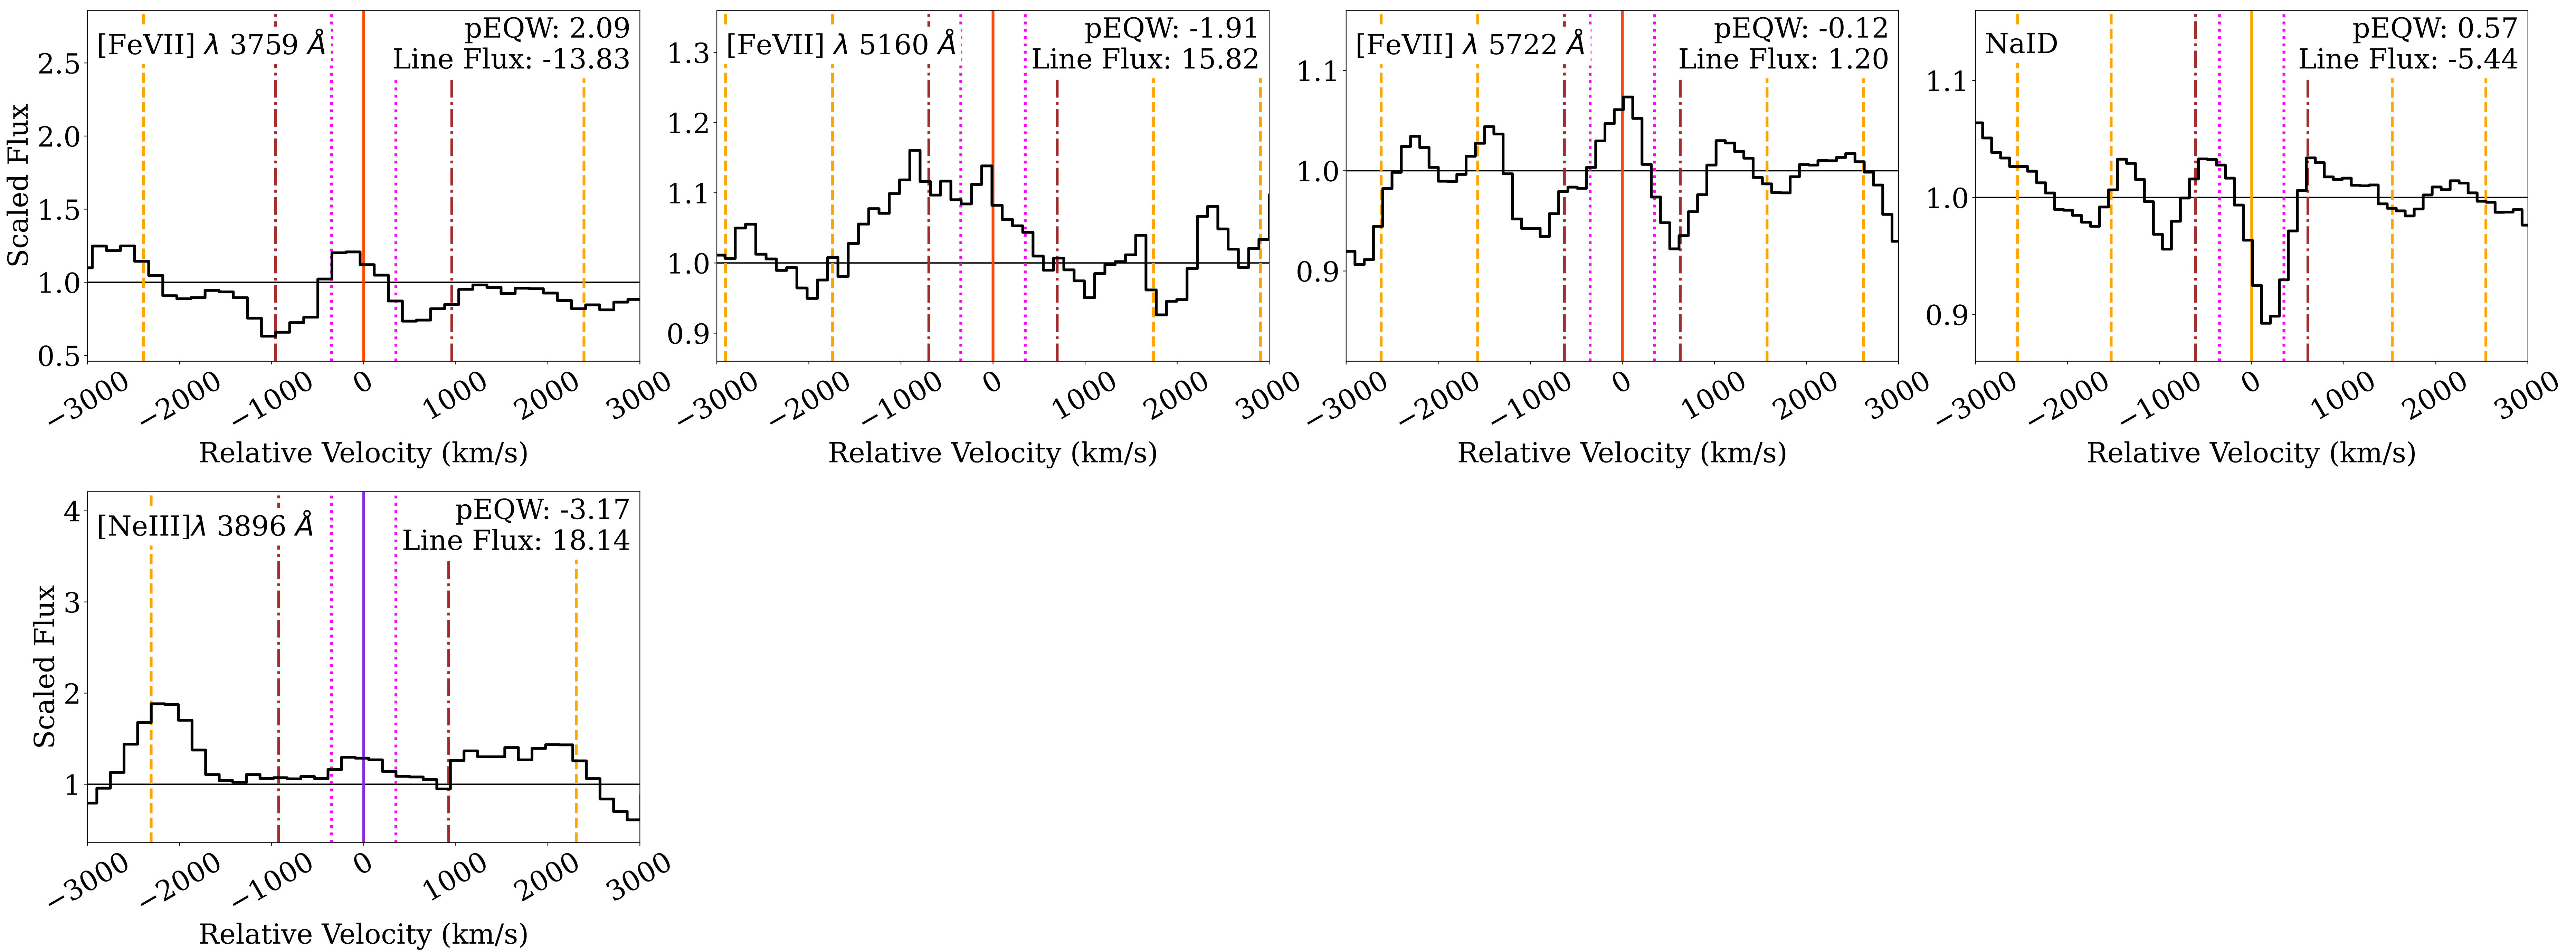 [FeVII] λ 3759 Å
pEQW: 2.09
Line Flux: -13.83
Scaled Flux
2.5
2.0
1.5
1.0
0.5
−3000
−2000
−1000
0
1000
2000
3000
Relative Velocity (km/s)
[FeVII] λ 5160 Å
pEQW: -1.91
Line Flux: 15.82
1.3
1.2
1.1
1.0
0.9
−3000
−2000
−1000
0
1000
2000
3000
Relative Velocity (km/s)
[FeVII] λ 5722 Å
pEQW: -0.12
Line Flux: 1.20
1.1
1.0
0.9
−3000
−2000
−1000
0
1000
2000
3000
Relative Velocity (km/s)
NaID
pEQW: 0.57
Line Flux: -5.44
1.1
1.0
0.9
−3000
−2000
−1000
0
1000
2000
3000
Relative Velocity (km/s)
[NeIII]λ 3896 Å
pEQW: -3.17
Line Flux: 18.14
Scaled Flux
4
3
2
1
−3000
−2000
−1000
0
1000
2000
3000
Relative Velocity (km/s)